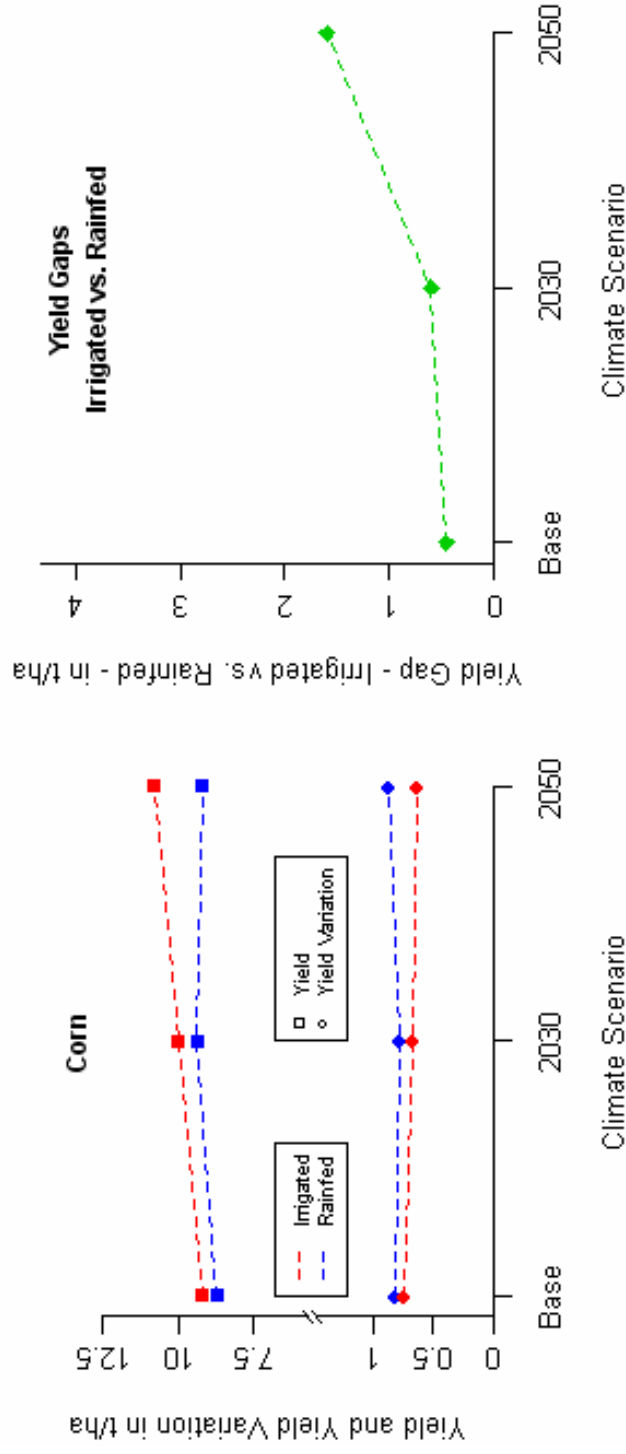 Corn
Yield and Yield Variation in t/ha
12.5
10
7.5
1
0.5
0
Irrigated
Rainfed
Yield
Yield Variation
Base
2030
2050
Climate Scenario
Yield Gaps
Irrigated vs. Rainfed
Yield Gap - Irrigated vs. Rainfed - in t/ha
4
3
2
1
0
Base
2030
2050
Climate Scenario